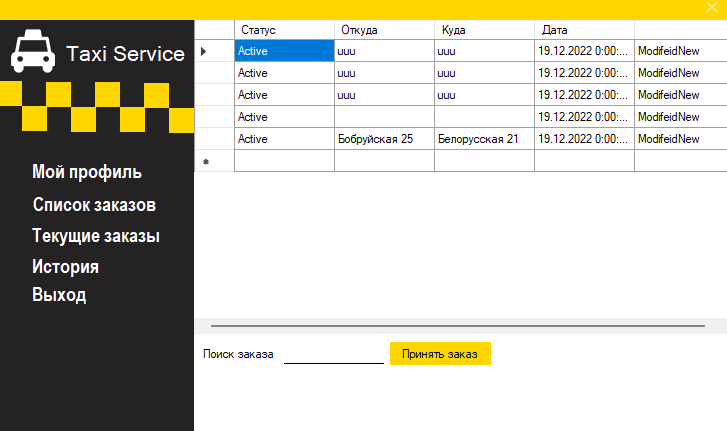 Taxi Service
Мой профиль
Список заказов
Текущие заказы
История
Выход
Статус Откуда Куда Дата
Active uuu uuu 19.12.2022 0:00:... ModifeidNew
Active uuu uuu 19.12.2022 0:00:... ModifeidNew
Active uuu uuu 19.12.2022 0:00:... ModifeidNew
Active 19.12.2022 0:00:... ModifeidNew
Active Бобруйская 25 Белорусская 21 19.12.2022 0:00:... ModifeidNew
Поиск заказа Принять заказ